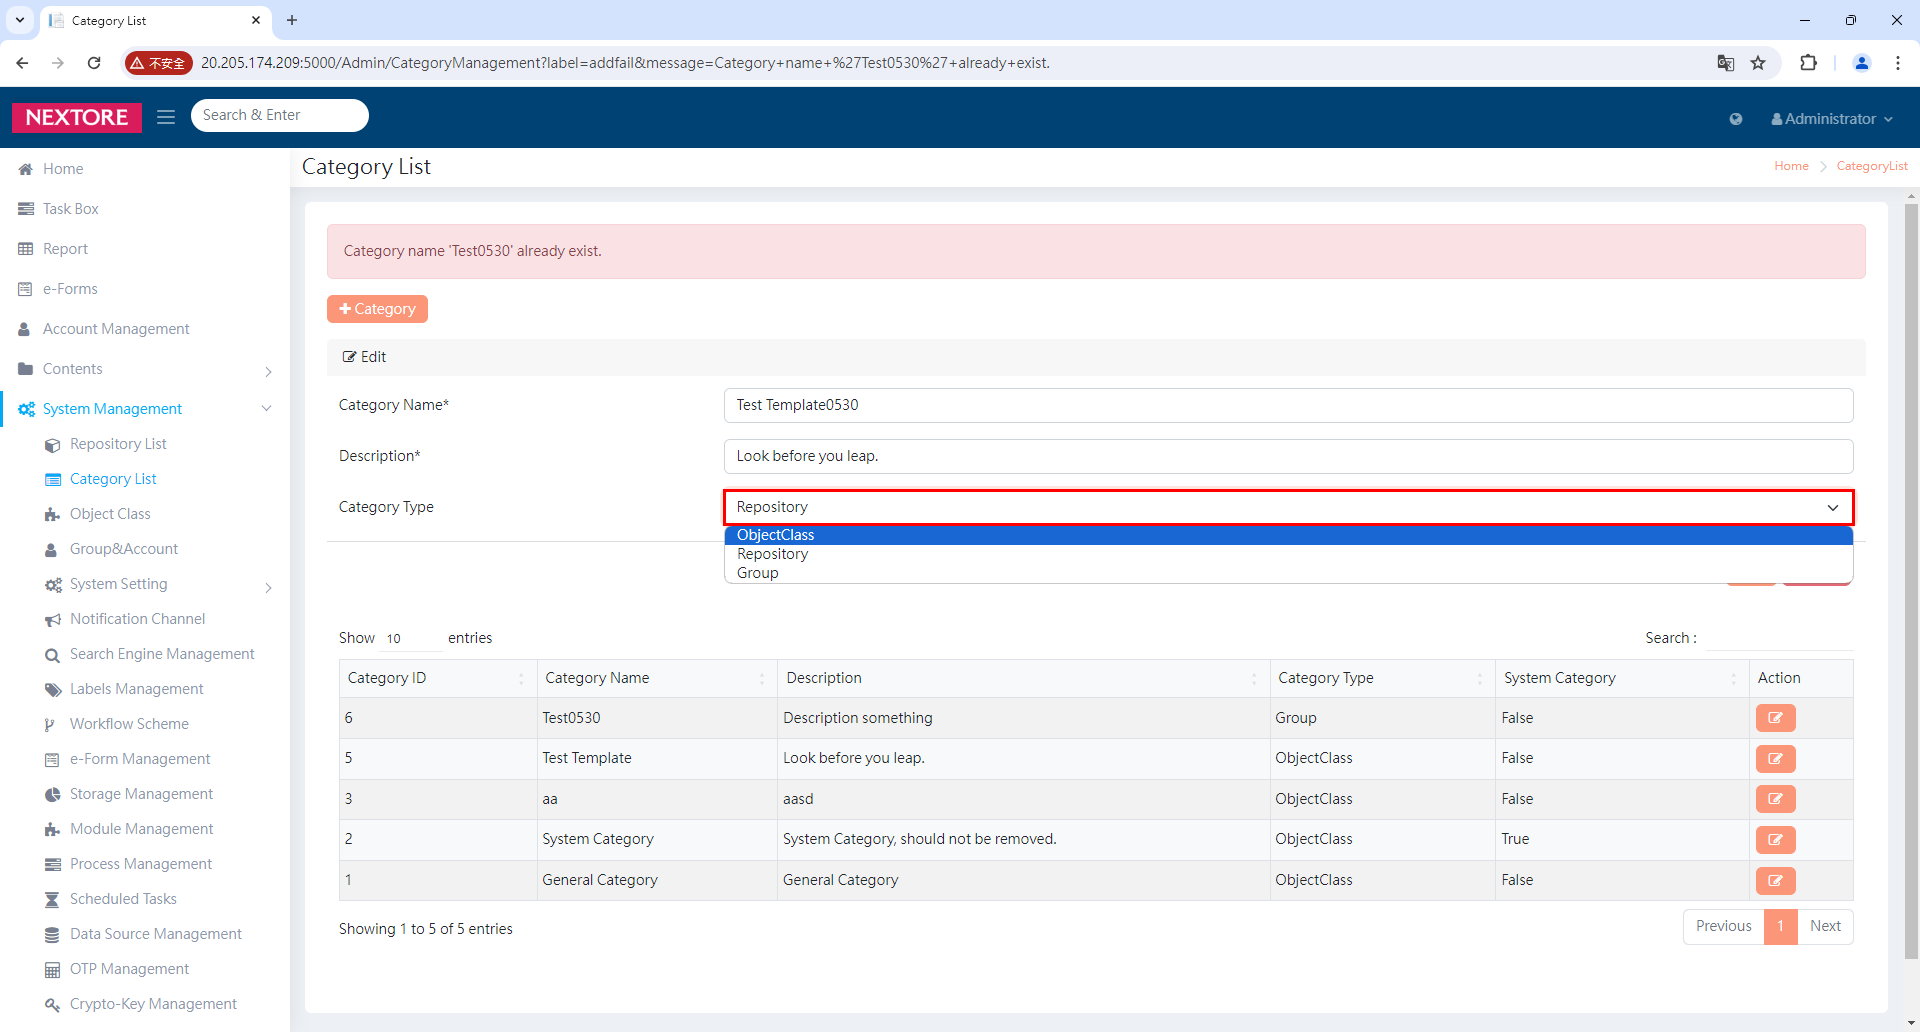 Category List
不安全
20.205.174.209:5000/Admin/CategoryManagement?label=addfail&message=Category+name+%27Test0530%27+already+exist.
NEXTORE
Search & Enter
Administrator
Home
Task Box
Report
e-Forms
Account Management
Contents
System Management
Repository List
Category List
Object Class
Group&Account
System Setting
Notification Channel
Search Engine Management
Labels Management
Workflow Scheme
e-Form Management
Storage Management
Module Management
Process Management
Scheduled Tasks
Data Source Management
OTP Management
Crypto-Key Management
Category List
Home CategoryList
Category name 'Test0530' already exist.
Category
Edit
Category Name* Test Template0530
Description* Look before you leap.
Category Type Repository
ObjectClass
Repository
Group
Show 10 entries Search :
Category ID Category Name Description Category Type System Category Action
6 Test0530 Description something Group False
5 Test Template Look before you leap. ObjectClass False
3 aa aasd ObjectClass False
2 System Category System Category, should not be removed. ObjectClass True
1 General Category General Category ObjectClass False
Showing 1 to 5 of 5 entries Previous 1 Next